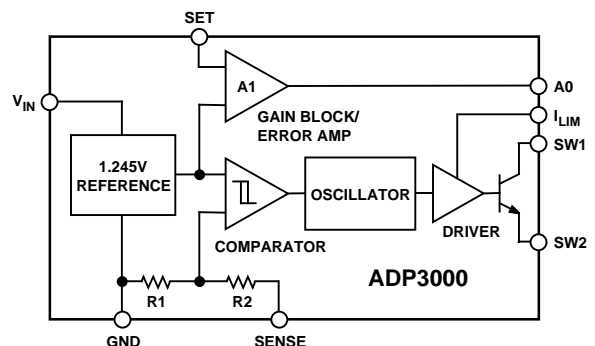 SET
A1
A0
VIN
GAIN BLOCK/
ERROR AMP
ILIM
SW1
1.245V
REFERENCE
OSCILLATOR
COMPARATOR
DRIVER
SW2
R1
R2
ADP3000
GND
SENSE